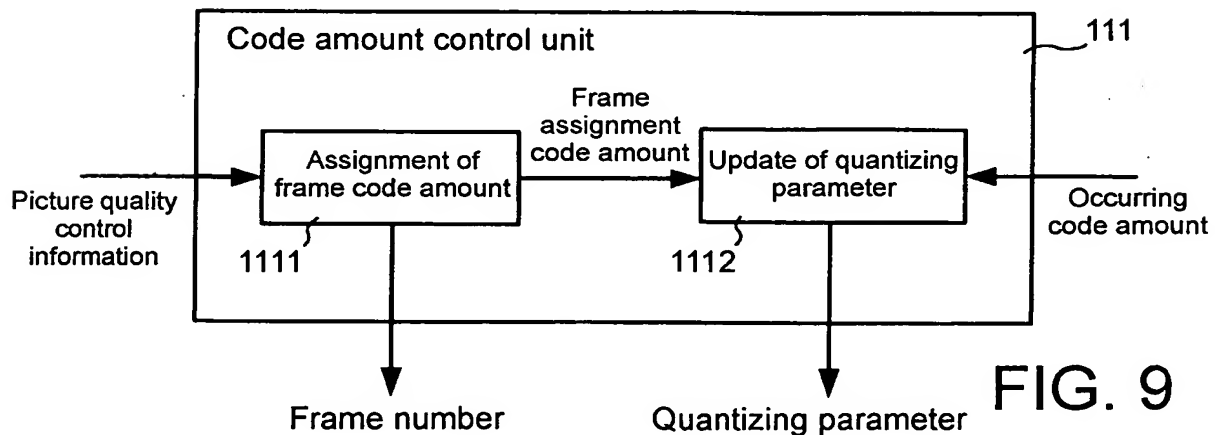 Code amount control unit
111
Frame
assignment
code amount
Assignment of
frame code amount
Update of quantizing
parameter
Picture quality
control
information
Occurring
code amount
1111
1112
Frame number
Quantizing parameter
FIG. 9